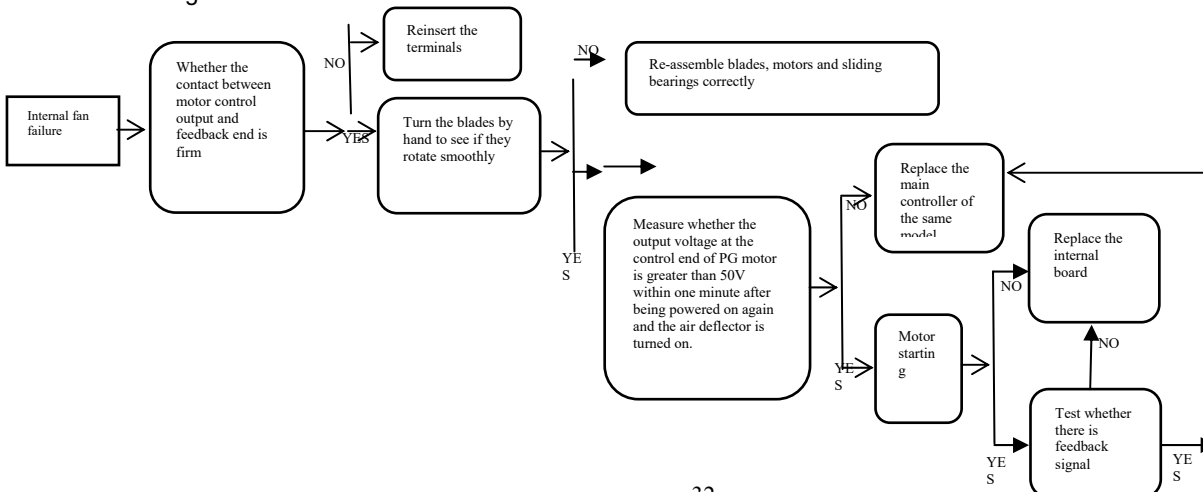 Internal fan
failure
Whether the
contact between
motor control
output and
feedback end is
firm
NO
Reinsert the
terminals
YES
Turn the blades by
hand to see if they
rotate smoothly
NO
Re-assemble blades, motors and sliding
bearings correctly
YE
S
Measure whether the
output voltage at the
control end of PG motor
is greater than 50V
within one minute after
being powered on again
and the air deflector is
turned on.
NO
Replace the
main
controller of
the same
model
YE
S
Motor
startin
g
NO
Replace the
internal
board
NO
YE
S
Test whether
there is
feedback
signal
YE
S